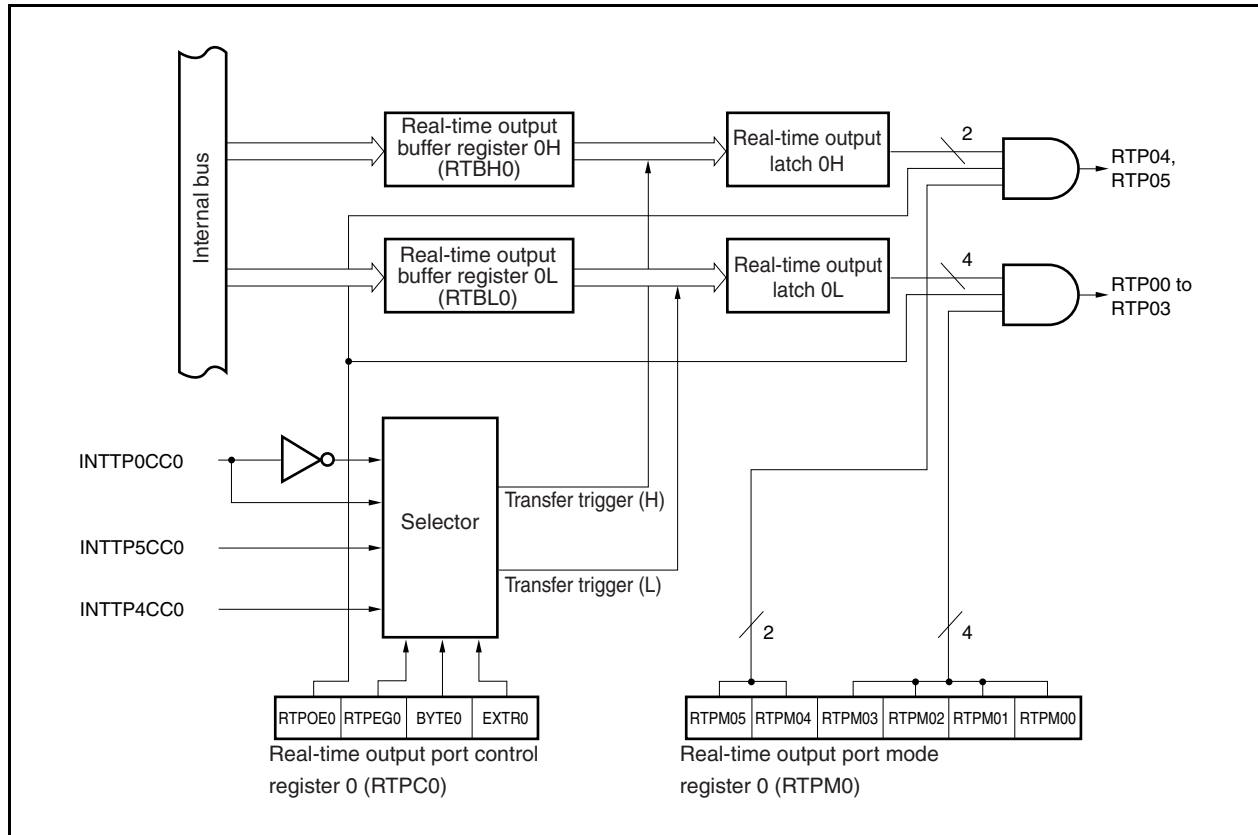 Internal bus
Real-time output
buffer register 0H
(RTBH0)
Real-time output
latch 0H
2
RTP04,
RTP05
Real-time output
buffer register 0L
(RTBL0)
Real-time output
latch 0L
4
RTP00 to
RTP03
INTTP0CC0
INTTP5CC0
INTTP4CC0
Selector
Transfer trigger (H)
Transfer trigger (L)
2
4
RTPOE0 RTPEG0 BYTE0 EXTR0
Real-time output port control
register 0 (RTPC0)
RTPM05 RTPM04 RTPM03 RTPM02 RTPM01 RTPM00
Real-time output port mode
register 0 (RTPM0)